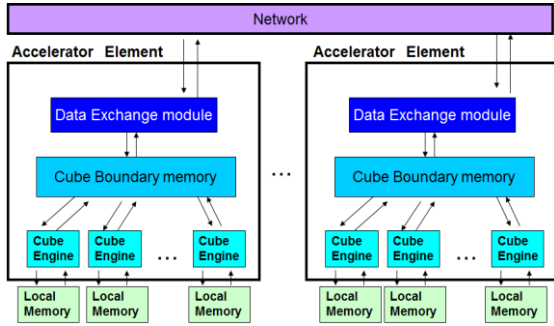 Network
Accelerator Element
Accelerator Element
Data Exchange module
Data Exchange module
Cube Boundary memory
...
Cube Boundary memory
Cube
Engine
Cube
Engine
...
Cube
Engine
Cube
Engine
Cube
Engine
...
Cube
Engine
Local
Memory
Local
Memory
Local
Memory
Local
Memory
Local
Memory
Local
Memory